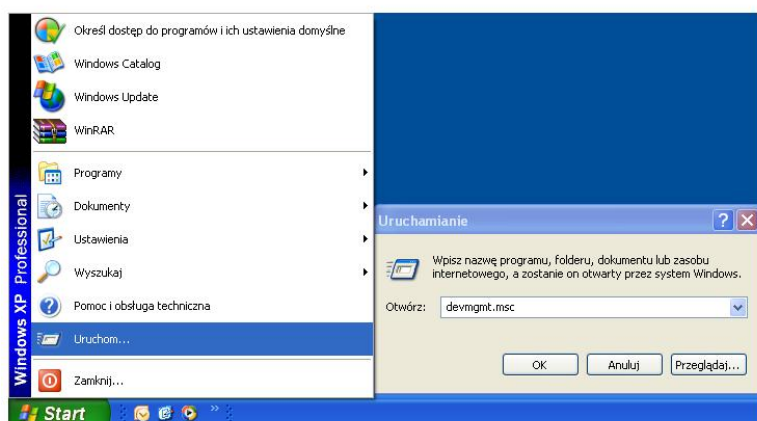 Określ dostęp do programów i ich ustawienia domyślne
Windows Catalog
Windows Update
WinRAR
Programy
Dokumenty
Ustawienia
Wyszukaj
Pomoc i obsługa techniczna
Uruchom...
Zamknij...
Windows XP Professional
Start
Uruchamianie
Wpisz nazwę programu, folderu, dokumentu lub zasobu
internetowego, a zostanie on otwarty przez system Windows.
Otwórz: devmgmt.msc
OK Anuluj Przeglądaj...